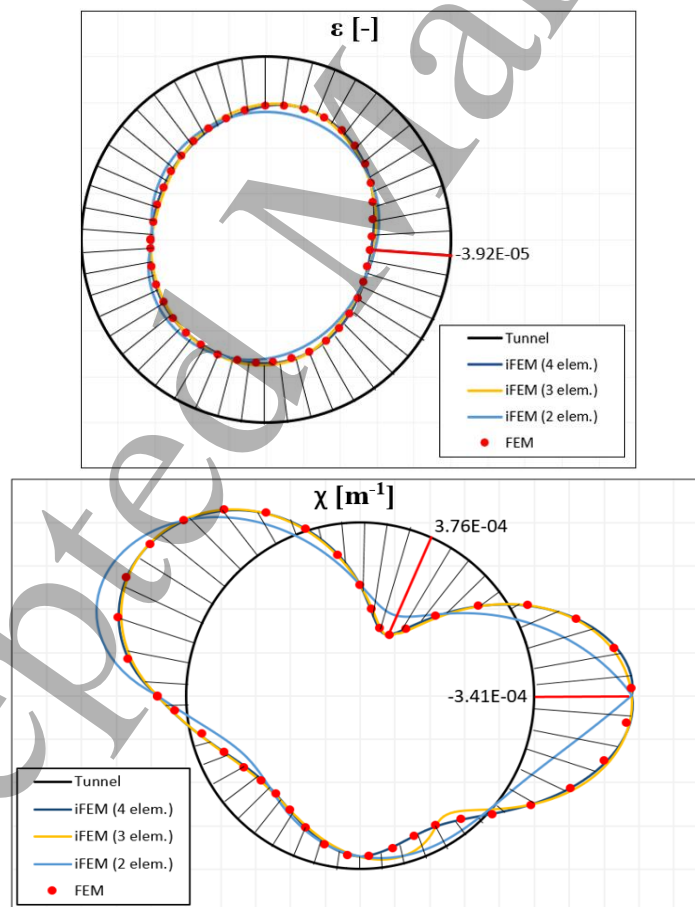 ε [-]
-3.92E-05
Tunnel
iFEM (4 elem.)
iFEM (3 elem.)
iFEM (2 elem.)
FEM
χ [m⁻¹]
3.76E-04
-3.41E-04
Tunnel
iFEM (4 elem.)
iFEM (3 elem.)
iFEM (2 elem.)
FEM